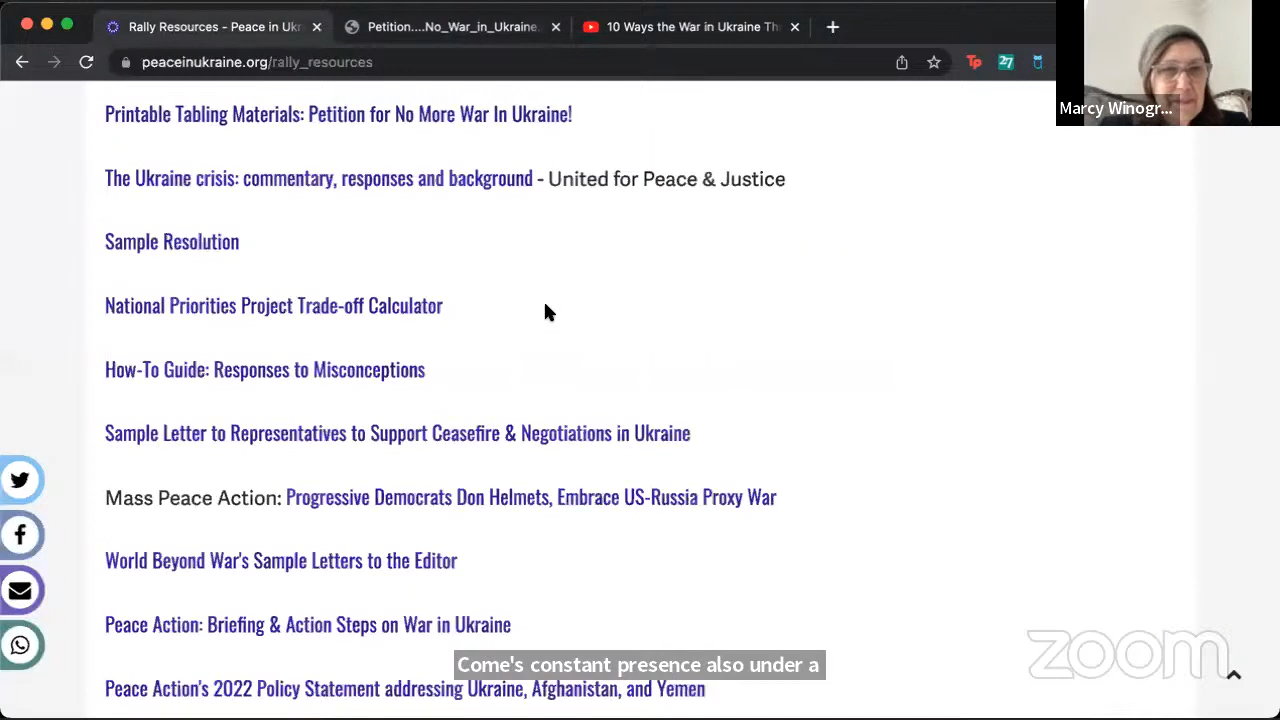 Rally Resources - Peace in Ukr
Petition....No_War_in_Ukraine.
10 Ways the War in Ukraine Th
peaceinukraine.org/rally_resources
Tp
27
Marcy Winogr...
Printable Tabling Materials: Petition for No More War In Ukraine!
The Ukraine crisis: commentary, responses and background - United for Peace & Justice
Sample Resolution
National Priorities Project Trade-off Calculator
How-To Guide: Responses to Misconceptions
Sample Letter to Representatives to Support Ceasefire & Negotiations in Ukraine
Mass Peace Action: Progressive Democrats Don Helmets, Embrace US-Russia Proxy War
World Beyond War's Sample Letters to the Editor
Peace Action: Briefing & Action Steps on War in Ukraine
Come's constant presence also under a
zoom
Peace Action's 2022 Policy Statement addressing Ukraine, Afghanistan, and Yemen